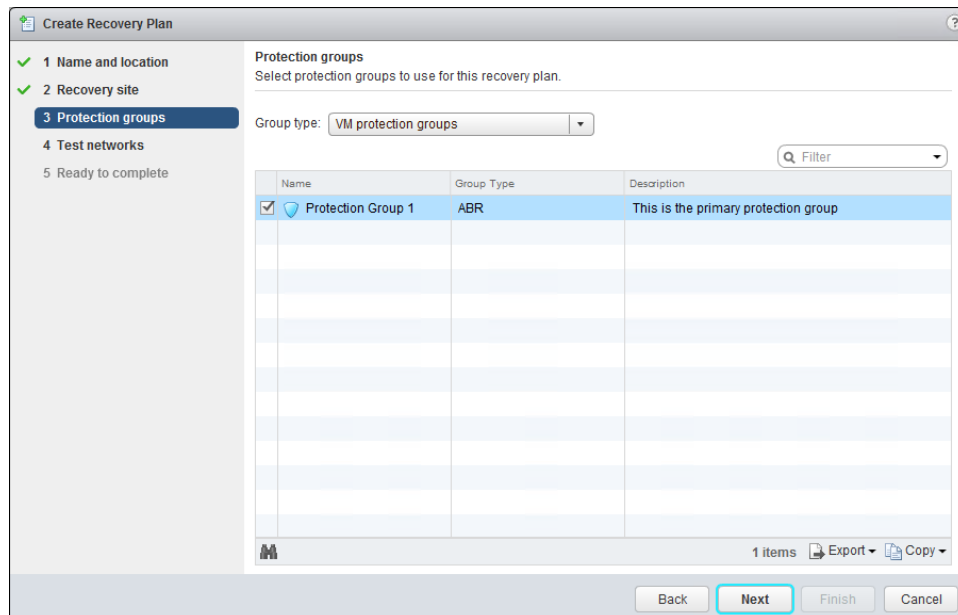 Create Recovery Plan
?
1 Name and location
2 Recovery site
3 Protection groups
4 Test networks
5 Ready to complete
Protection groups
Select protection groups to use for this recovery plan.
Group type: VM protection groups
Filter
Name Group Type Description
Protection Group 1 ABR This is the primary protection group
1 items Export Copy
Back Next Finish Cancel